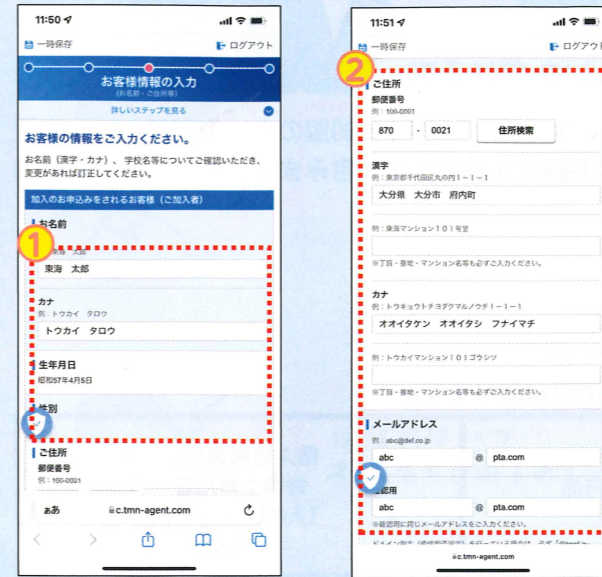 11:50
一時保存
ログアウト
お客様情報の入力
(お名前・ご住所等)
詳しいステップを見る
お客様の情報をご入力ください。
お名前（漢字・カナ）、学校名等についてご確認いただき、
変更があれば訂正してください。
加入のお申込みをされるお客様（ご加入者）
お名前
①
東海 太郎
東海 太郎
カナ
例：トウカイ タロウ
トウカイ タロウ
生年月日
昭和57年4月5日
性別
ご住所
郵便番号
例：100-0001
ああ
c.tmn-agent.com
11:51
一時保存
ログアウト
②
ご住所
郵便番号
例：100-0001
870 - 0021 住所検索
漢字
例：東京都千代田区丸の内1－1－1
大分県 大分市 府内町
例：東海マンション101号室
※丁目・番地・マンション名等も必ずご入力ください。
カナ
例：トウキョウトチヨダクマルノウチ1－1－1
オオイタケン オオイタシ フナイマチ
例：トウカイマンション101ゴウシツ
※丁目・番地・マンション名等も必ずご入力ください。
メールアドレス
例：abc@def.co.jp
abc @ pta.com
認用
abc @ pta.com
※確認用に同じメールアドレスをご入力ください。
c.tmn-agent.com